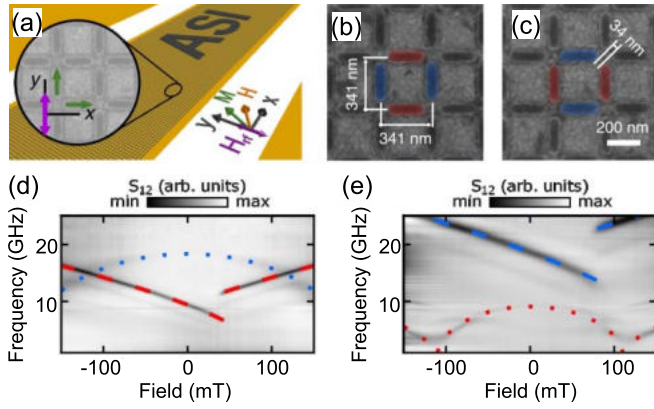 (a)
ASI
y
x
y
M
H
x
H_rf
(b)
341 nm
341 nm
(c)
34 nm
200 nm
(d)
S₁₂ (arb. units)
min max
Frequency (GHz)
20
10
-100 0 100
Field (mT)
(e)
S₁₂ (arb. units)
min max
Frequency (GHz)
20
10
-100 0 100
Field (mT)